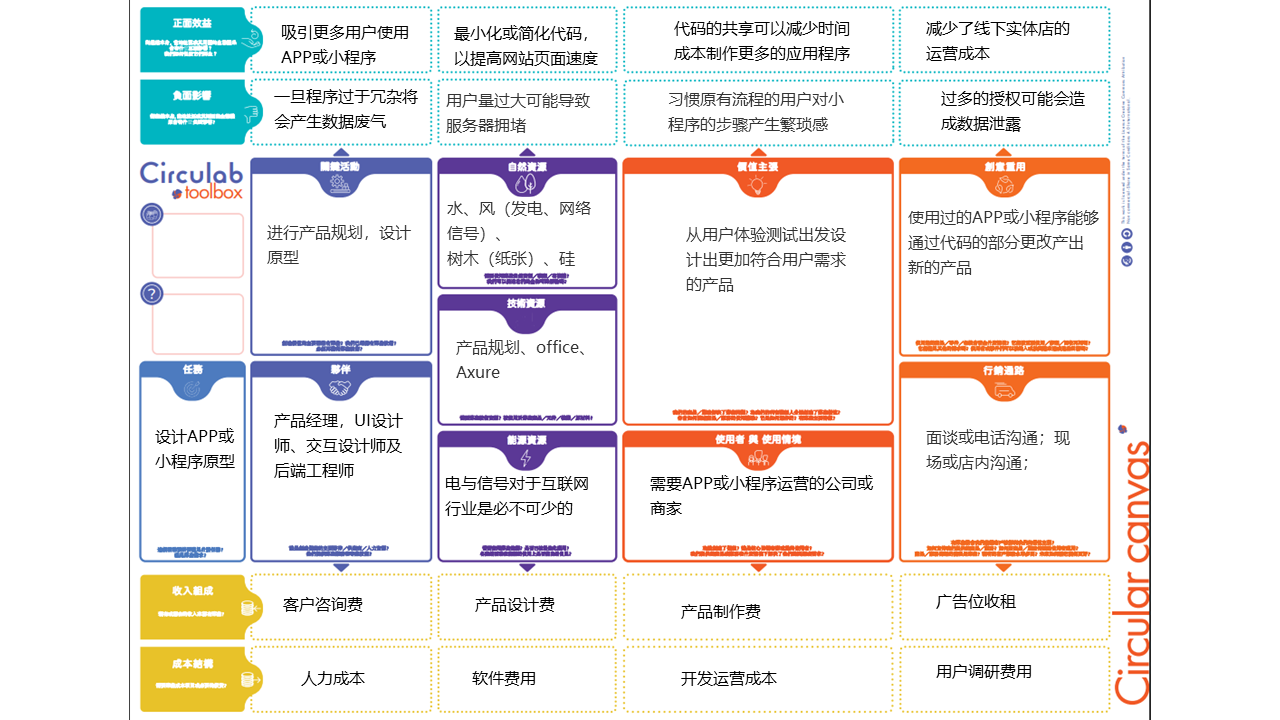 正面效益
吸引更多用户使用
APP或小程序
最小化或简化代码，
以提高网站页面速度
代码的共享可以减少时间
成本制作更多的应用程序
减少了线下实体店的
运营成本
負面影響
一旦程序过于冗杂将
会产生数据废气
用户量过大可能导致
服务器拥堵
习惯原有流程的用户对小
程序的步骤产生繁琐感
过多的授权可能会造
成数据泄露
Circulab
toolbox
?
關鍵活動
进行产品规划，设计
原型
自然資源
水、风（发电、网络
信号）、
树木（纸张）、硅
技術資源
产品规划、office、
Axure
價值主張
从用户体验测试出发设
计出更加符合用户需求
的产品
創意重用
使用过的APP或小程序能够
通过代码的部分更改产出
新的产品
任務
设计APP或
小程序原型
夥伴
产品经理，UI设计
师、交互设计师及
后端工程师
能源資源
电与信号对于互联网
行业是必不可少的
使用者 與 使用情境
需要APP或小程序运营的公司或
商家
行銷通路
面谈或电话沟通；现
场或店内沟通；
收入組成
客户咨询费
产品设计费
产品制作费
广告位收租
成本結構
人力成本
软件费用
开发运营成本
用户调研费用
Circular canvas